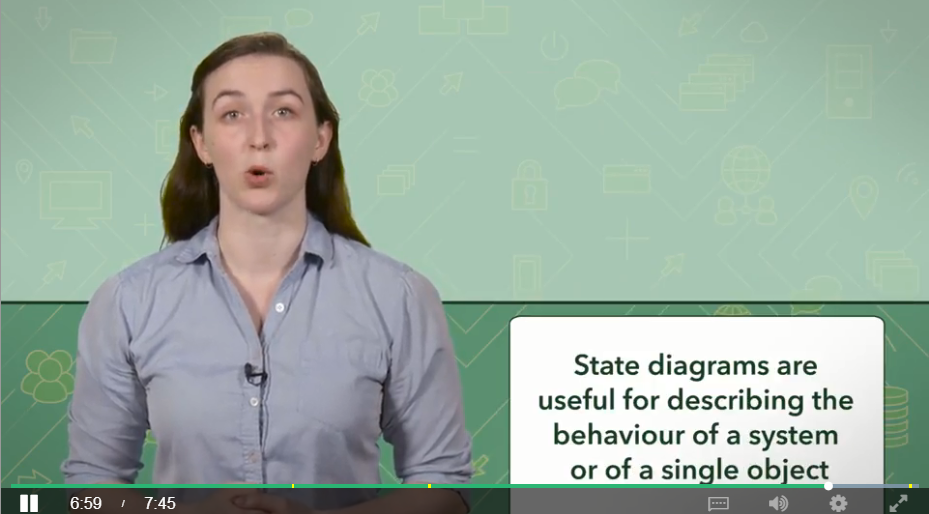 State diagrams are
useful for describing the
behaviour of a system
or of a single object
6:59 / 7:45